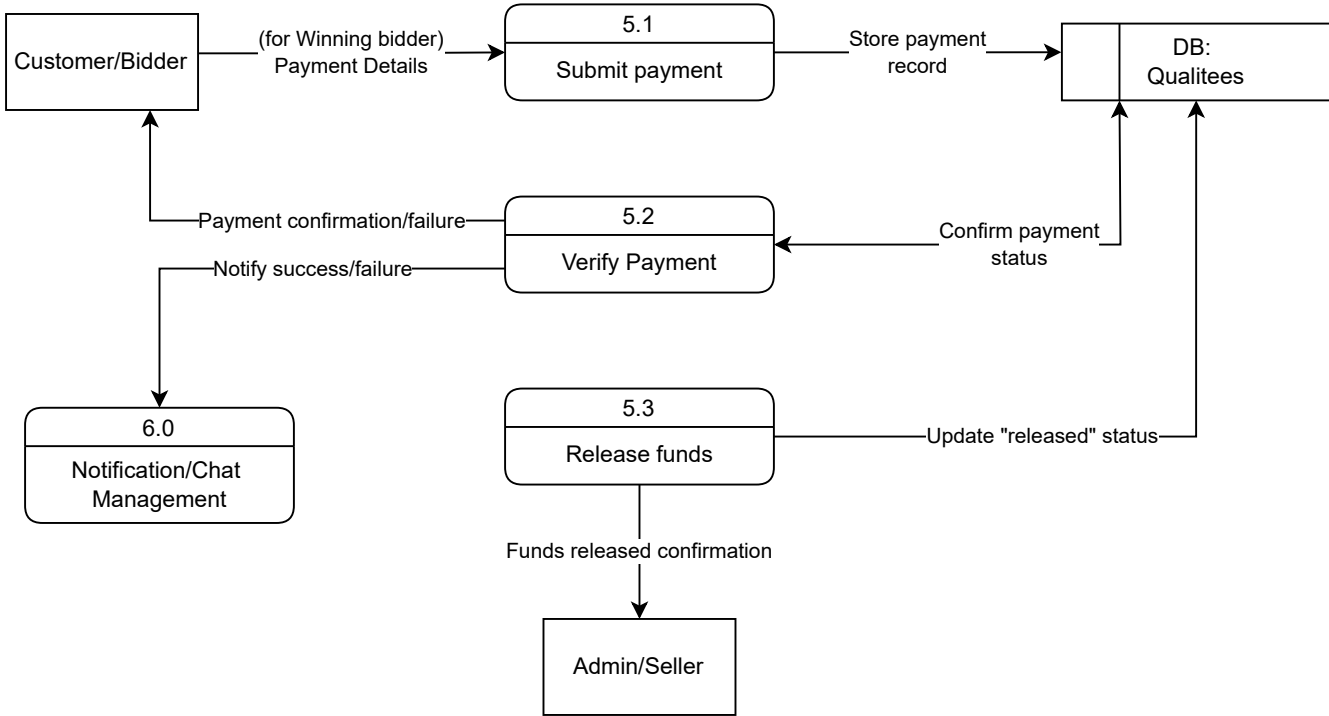 Customer/Bidder
(for Winning bidder)
Payment Details
5.1
Submit payment
Store payment
record
DB:
Qualitees
Payment confirmation/failure
5.2
Verify Payment
Confirm payment
status
Notify success/failure
6.0
Notification/Chat
Management
5.3
Release funds
Update "released" status
Funds released confirmation
Admin/Seller